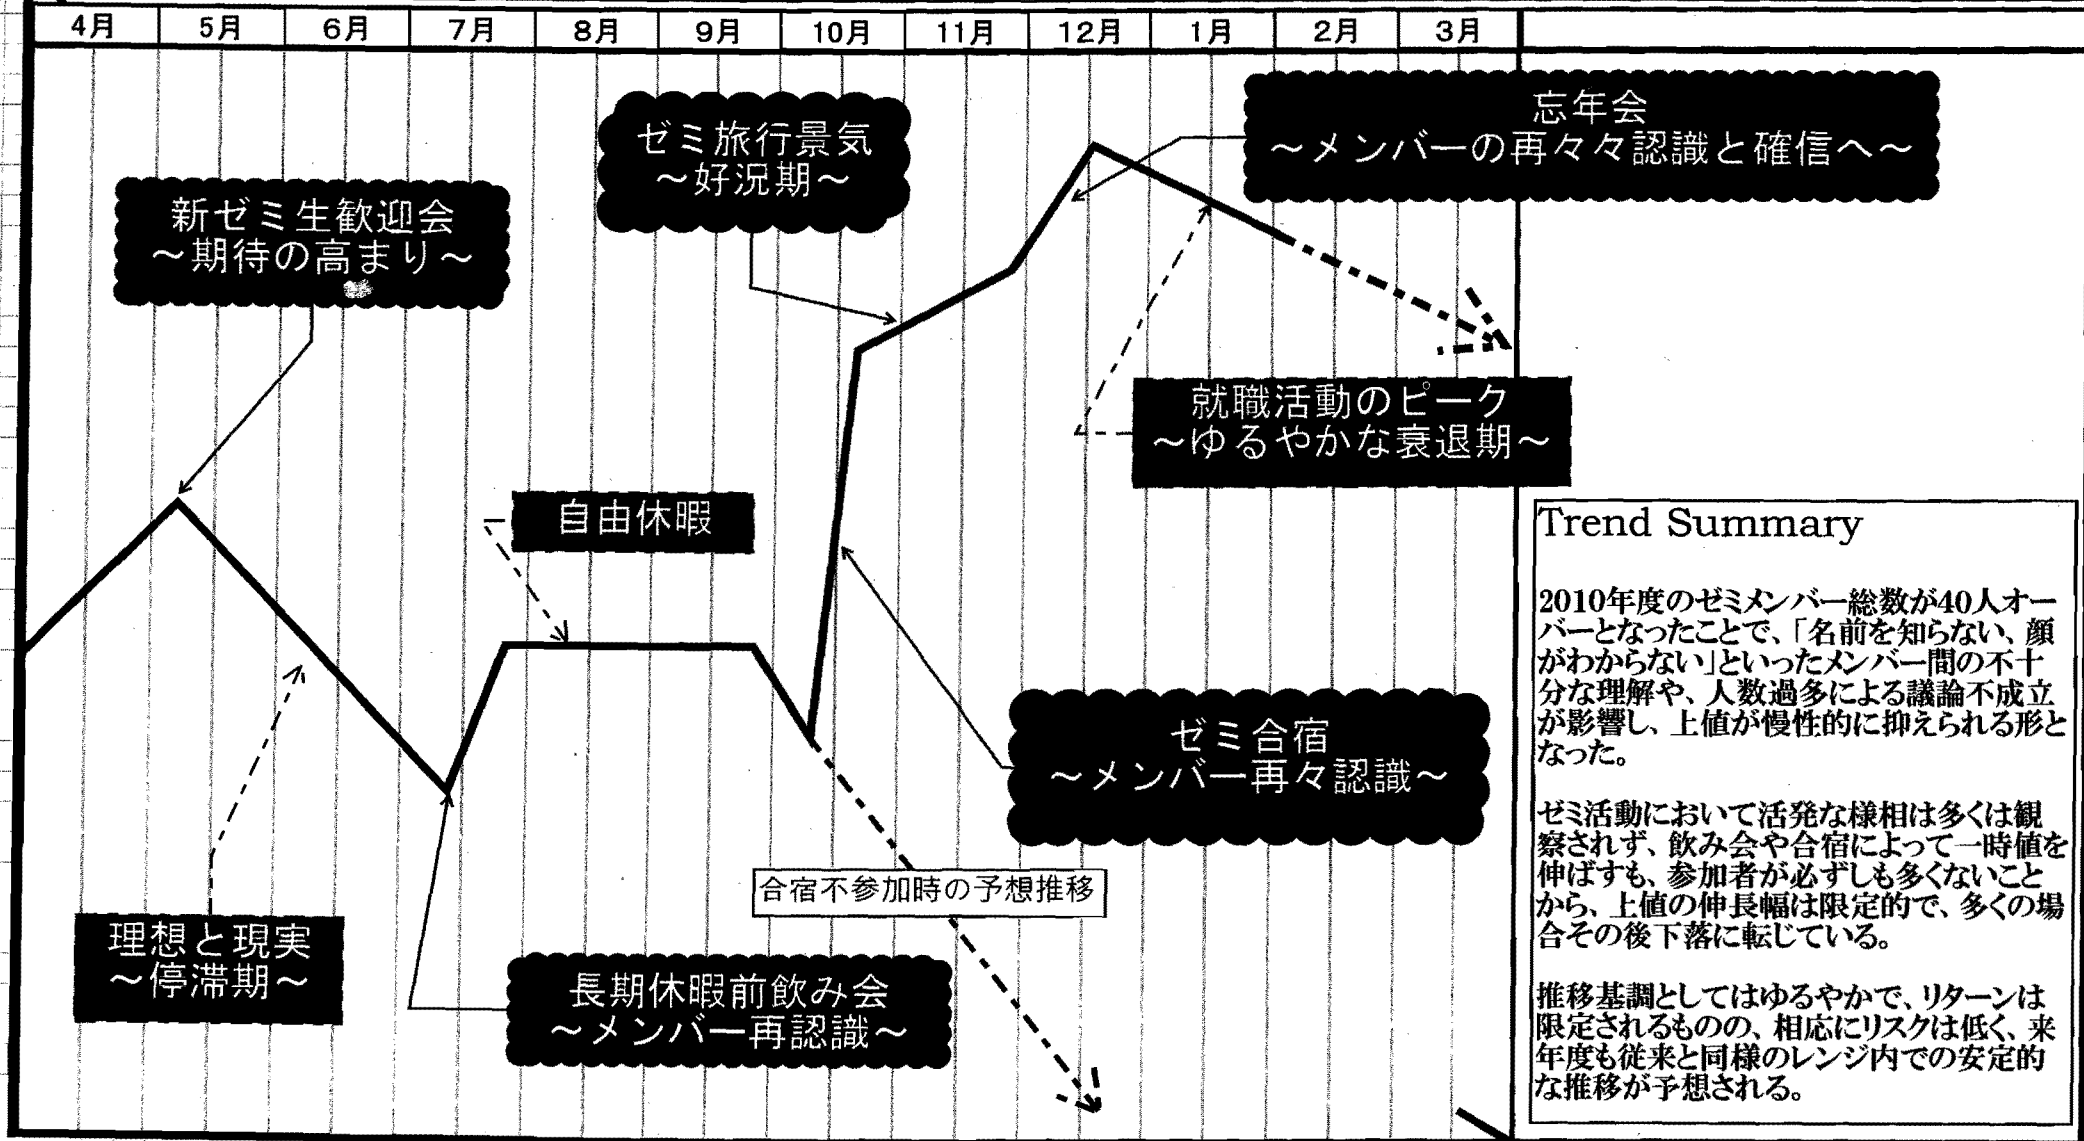 4月 5月 6月 7月 8月 9月 10月 11月 12月 1月 2月 3月
忘年会
～メンバーの再々々認識と確信へ～
ゼミ旅行景気
～好況期～
新ゼミ生歓迎会
～期待の高まり～
就職活動のピーク
～ゆるやかな衰退期～
自由休暇
ゼミ合宿
～メンバー再々認識～
合宿不参加時の予想推移
理想と現実
～停滞期～
長期休暇前飲み会
～メンバー再認識～
Trend Summary
2010年度のゼミメンバー総数が40人オー
バーとなったことで、「名前を知らない、顔
がわからない」といったメンバー間の不十
分な理解や、人数過多による議論不成立
が影響し、上値が慢性的に抑えられる形と
なった。
ゼミ活動において活発な様相は多くは観
察されず、飲み会や合宿によって一時値を
伸ばすも、参加者が必ずしも多くないこと
から、上値の伸長幅は限定的で、多くの場
合その後下落に転じている。
推移基調としてはゆるやかで、リターンは
限定されるものの、相応にリスクは低く、来
年度も従来と同様のレンジ内での安定的
な推移が予想される。